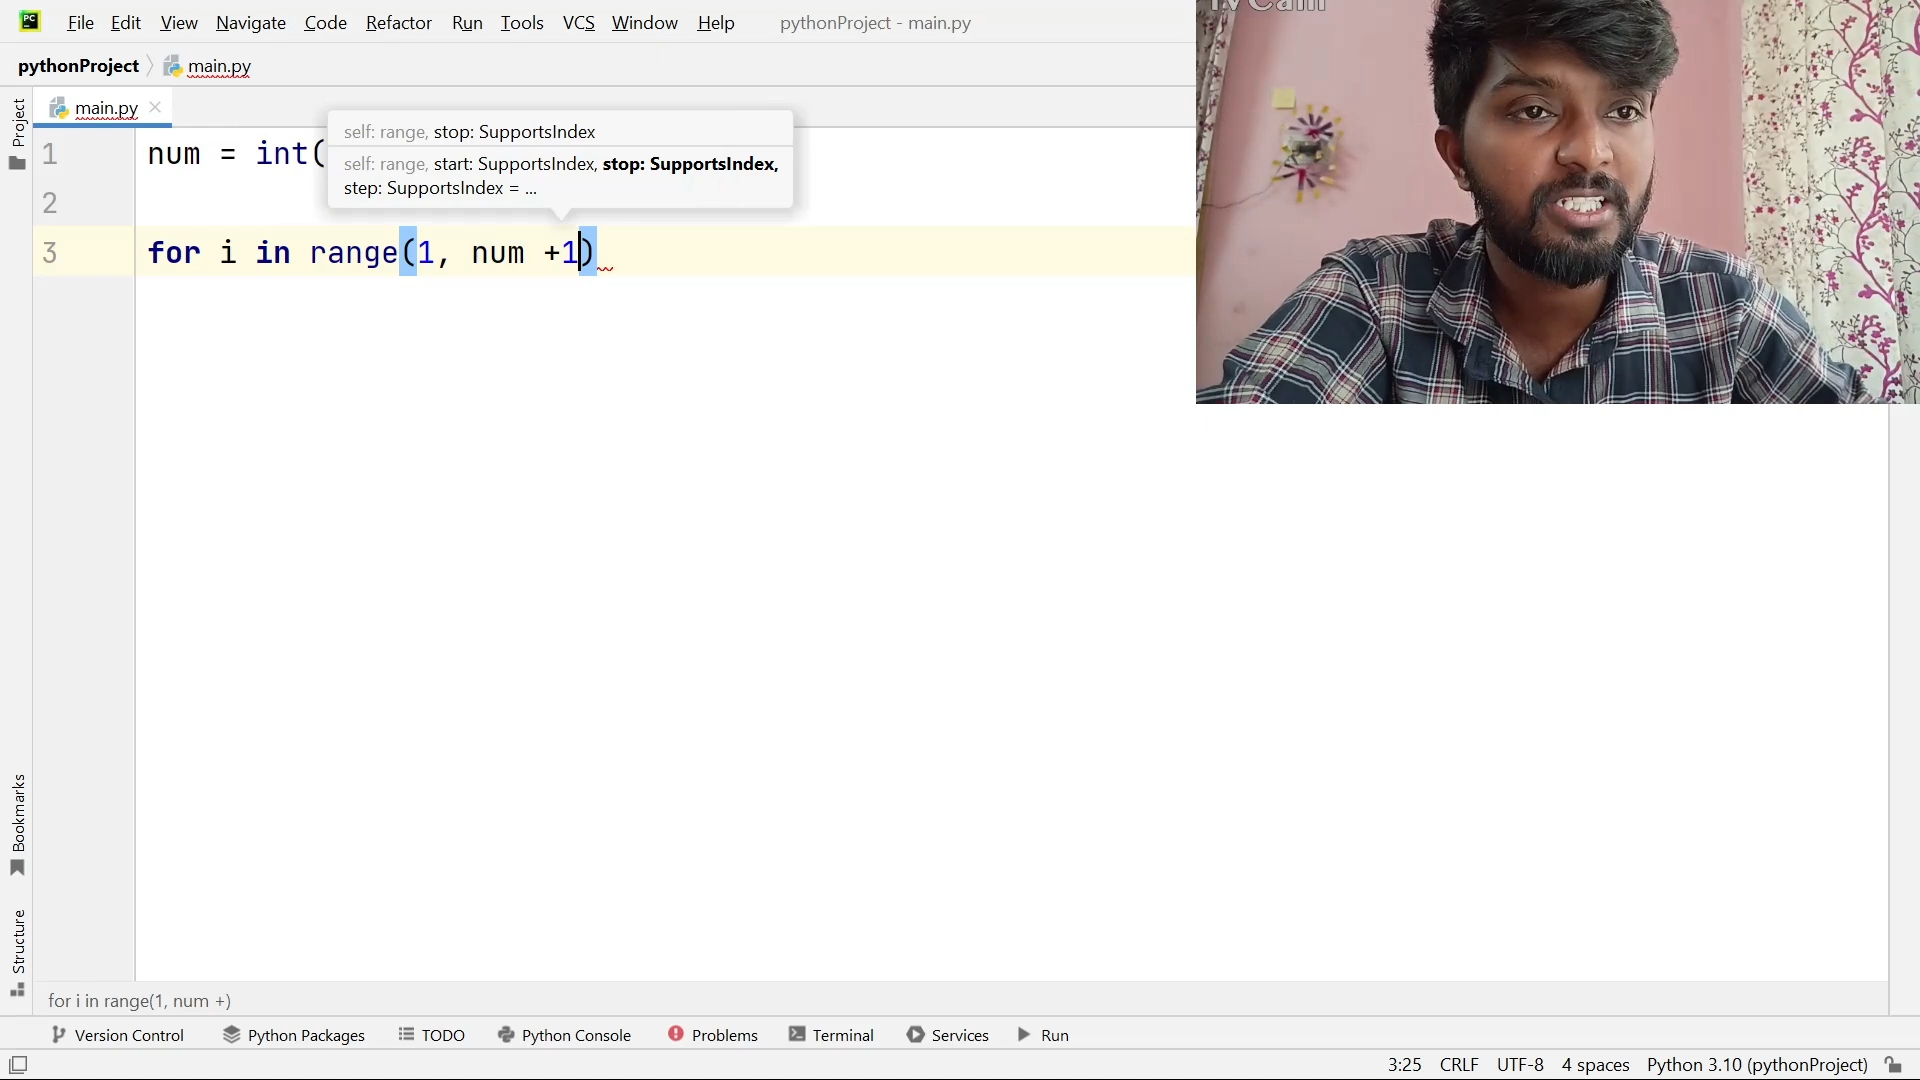 PC File Edit View Navigate Code Refactor Run Tools VCS Window Help pythonProject - main.py
pythonProject main.py
Project
main.py
self: range, stop: SupportsIndex
self: range, start: SupportsIndex, stop: SupportsIndex,
step: SupportsIndex = ...
1 num = int(
2
3 for i in range(1, num +1)
Bookmarks
Structure
for i in range(1, num +)
Version Control Python Packages TODO Python Console Problems Terminal Services Run
3:25 CRLF UTF-8 4 spaces Python 3.10 (pythonProject)